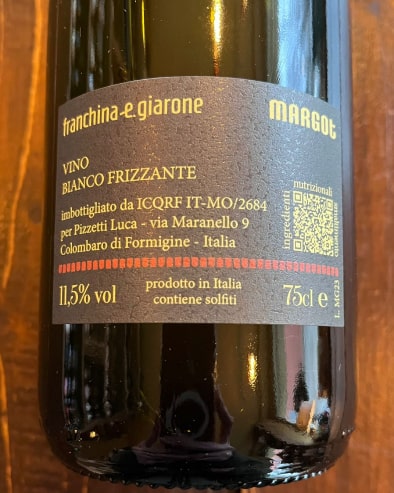 franchina e giarone
MARGOt
VINO
BIANCO FRIZZANTE
imbottigliato da ICQRF IT-MO/2684
per Pizzetti Luca - via Maranello 9
Colombaro di Formigine - Italia
Ingredienti
nutrizionali
11,5% vol
prodotto in Italia
contiene solfiti
75cl e
L. MG23